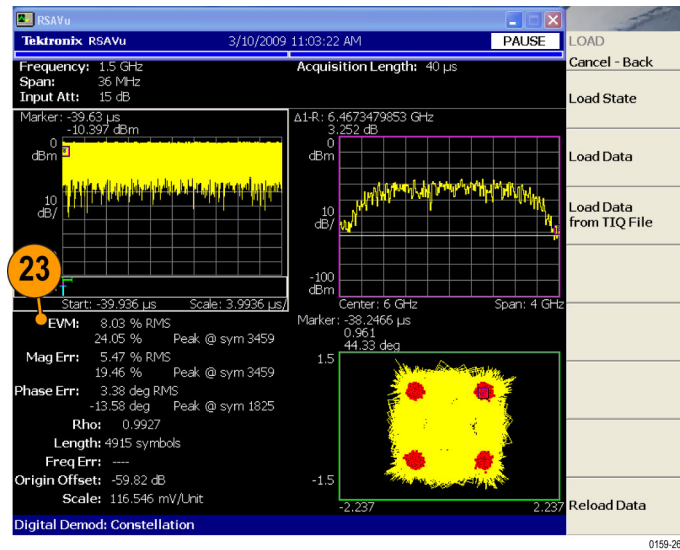 RSAVu
Tektronix RSAVu 3/10/2009 11:03:22 AM PAUSE
Frequency: 1.5 GHz Acquisition Length: 40 µs
Span: 36 MHz
Input Att: 15 dB
Marker: -39.63 µs
-10.397 dBm
0
dBm
10
dB/
Start: -39.936 µs Scale: 3.9936 µs/
Δ1-R: 6.4673479853 GHz
3.252 dB
0
dBm
10
dB/
-100
dBm
Center: 6 GHz Span: 4 GHz
23
EVM: 8.03 % RMS
24.05 % Peak @ sym 3459
Mag Err: 5.47 % RMS
19.46 % Peak @ sym 3459
Phase Err: 3.38 deg RMS
-13.58 deg Peak @ sym 1825
Rho: 0.9927
Length: 4915 symbols
Freq Err: ----
Origin Offset: -59.82 dB
Scale: 116.546 mV/Unit
Marker: -38.2466 µs
0.961
44.33 deg
1.5
-1.5
-2.237 2.237
Digital Demod: Constellation
LOAD
Cancel - Back
Load State
Load Data
Load Data
from TIQ File
Reload Data
0159-26